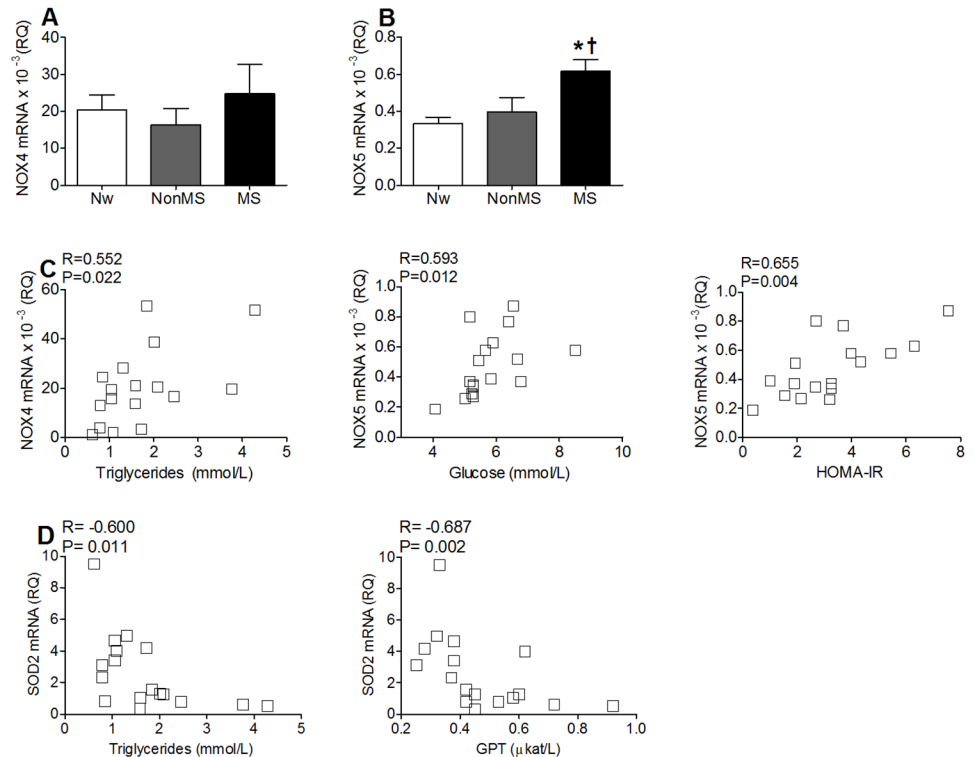 A
NOX4 mRNA x 10⁻³ (RQ)
40
30
20
10
0
Nw NonMS MS
B
NOX5 mRNA x 10⁻³ (RQ)
0.8
0.6
0.4
0.2
0.0
*†
Nw NonMS MS
C
R=0.552
P=0.022
NOX4 mRNA x 10⁻³ (RQ)
60
40
20
0
0 1 2 3 4 5
Triglycerides (mmol/L)
R=0.593
P=0.012
NOX5 mRNA x 10⁻³ (RQ)
1.0
0.8
0.6
0.4
0.2
0.0
4 6 8 10
Glucose (mmol/L)
R=0.655
P=0.004
NOX5 mRNA x 10⁻³(RQ)
1.0
0.8
0.6
0.4
0.2
0.0
0 2 4 6 8
HOMA-IR
D
R= -0.600
P= 0.011
SOD2 mRNA (RQ)
10
8
6
4
2
0
0 1 2 3 4 5
Triglycerides (mmol/L)
R= -0.687
P= 0.002
SOD2 mRNA (RQ)
10
8
6
4
2
0
0.2 0.4 0.6 0.8 1.0
GPT (μkat/L)